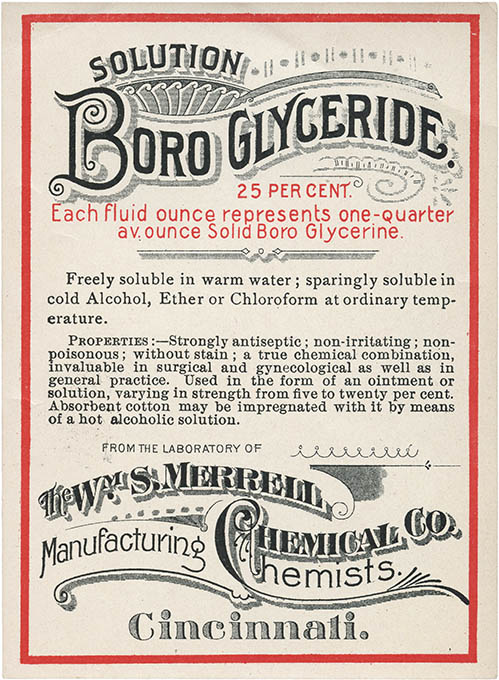 SOLUTION
BORO GLYCERIDE.
25 PER CENT.
Each fluid ounce represents one-quarter
av. ounce Solid Boro Glycerine.
Freely soluble in warm water ; sparingly soluble in
cold Alcohol, Ether or Chloroform at ordinary temp-
erature.
PROPERTIES :—Strongly antiseptic ; non-irritating ; non-
poisonous ; without stain ; a true chemical combination,
invaluable in surgical and gynecological as well as in
general practice. Used in the form of an ointment or
solution, varying in strength from five to twenty per cent.
Absorbent cotton may be impregnated with it by means
of a hot alcoholic solution.
FROM THE LABORATORY OF
The Wm. S. MERRELL
CHEMICAL CO.
Manufacturing Chemists.
Cincinnati.